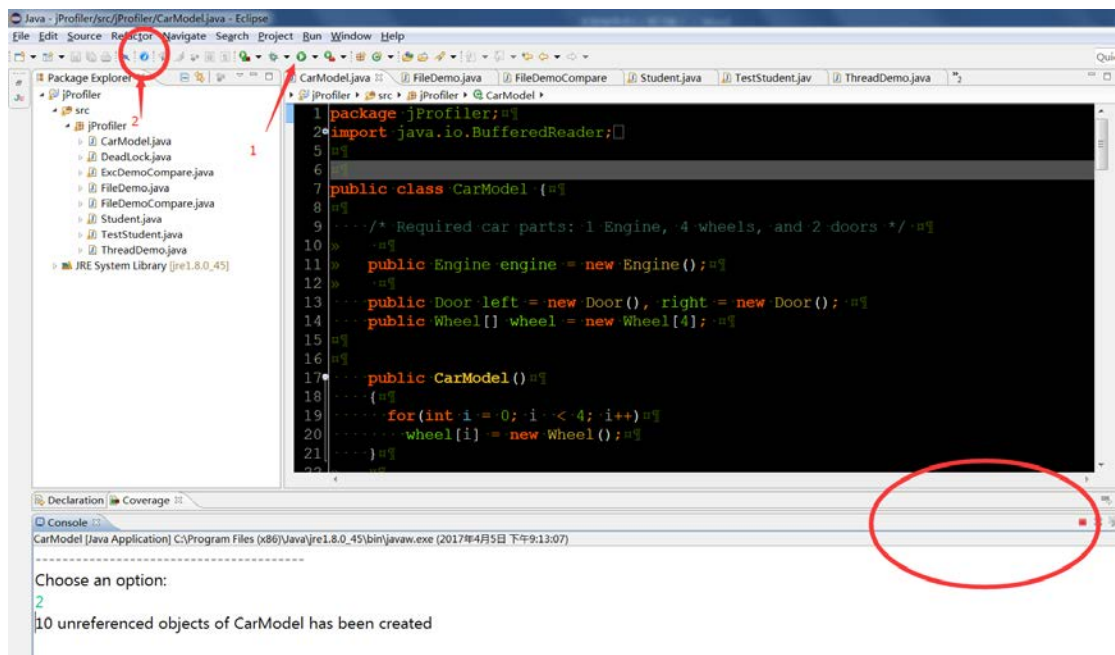 Java - jProfiler/src/jProfiler/CarModel.java - Eclipse
File Edit Source Refactor Navigate Search Project Run Window Help
Qui
Package Explorer
jProfiler
src
jProfiler
CarModel.java
DeadLock.java
ExcDemoCompare.java
FileDemo.java
FileDemoCompare.java
Student.java
TestStudent.java
ThreadDemo.java
JRE System Library [jre1.8.0_45]
2
1
CarModel.java FileDemo.java FileDemoCompare Student.java TestStudent.jav ThreadDemo.java "2
jProfiler src jProfiler CarModel
1 package jProfiler;
2 import java.io.BufferedReader;
5
6
7 public class CarModel {
8
9 /* Required car parts: 1 Engine, 4 wheels, and 2 doors */
10
11 public Engine engine = new Engine();
12
13 public Door left = new Door(), right = new Door();
14 public Wheel[] wheel = new Wheel[4];
15
16
17 public CarModel()
18 {
19 for(int i = 0; i < 4; i++)
20 wheel[i] = new Wheel();
21 }
22
Declaration Coverage
Console
CarModel [Java Application] C:\Program Files (x86)\Java\jre1.8.0_45\bin\javaw.exe (2017年4月5日 下午9:13:07)
----------------------------------------
Choose an option:
2
10 unreferenced objects of CarModel has been created